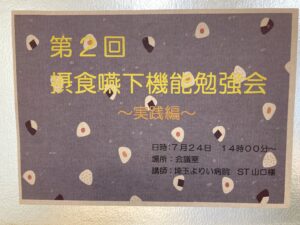 第２回
摂食嚥下機能勉強会
～実践編～
日時：７月２４日　１４時００分～
場所：会議室
講師：埼玉よりい病院　ST山口様